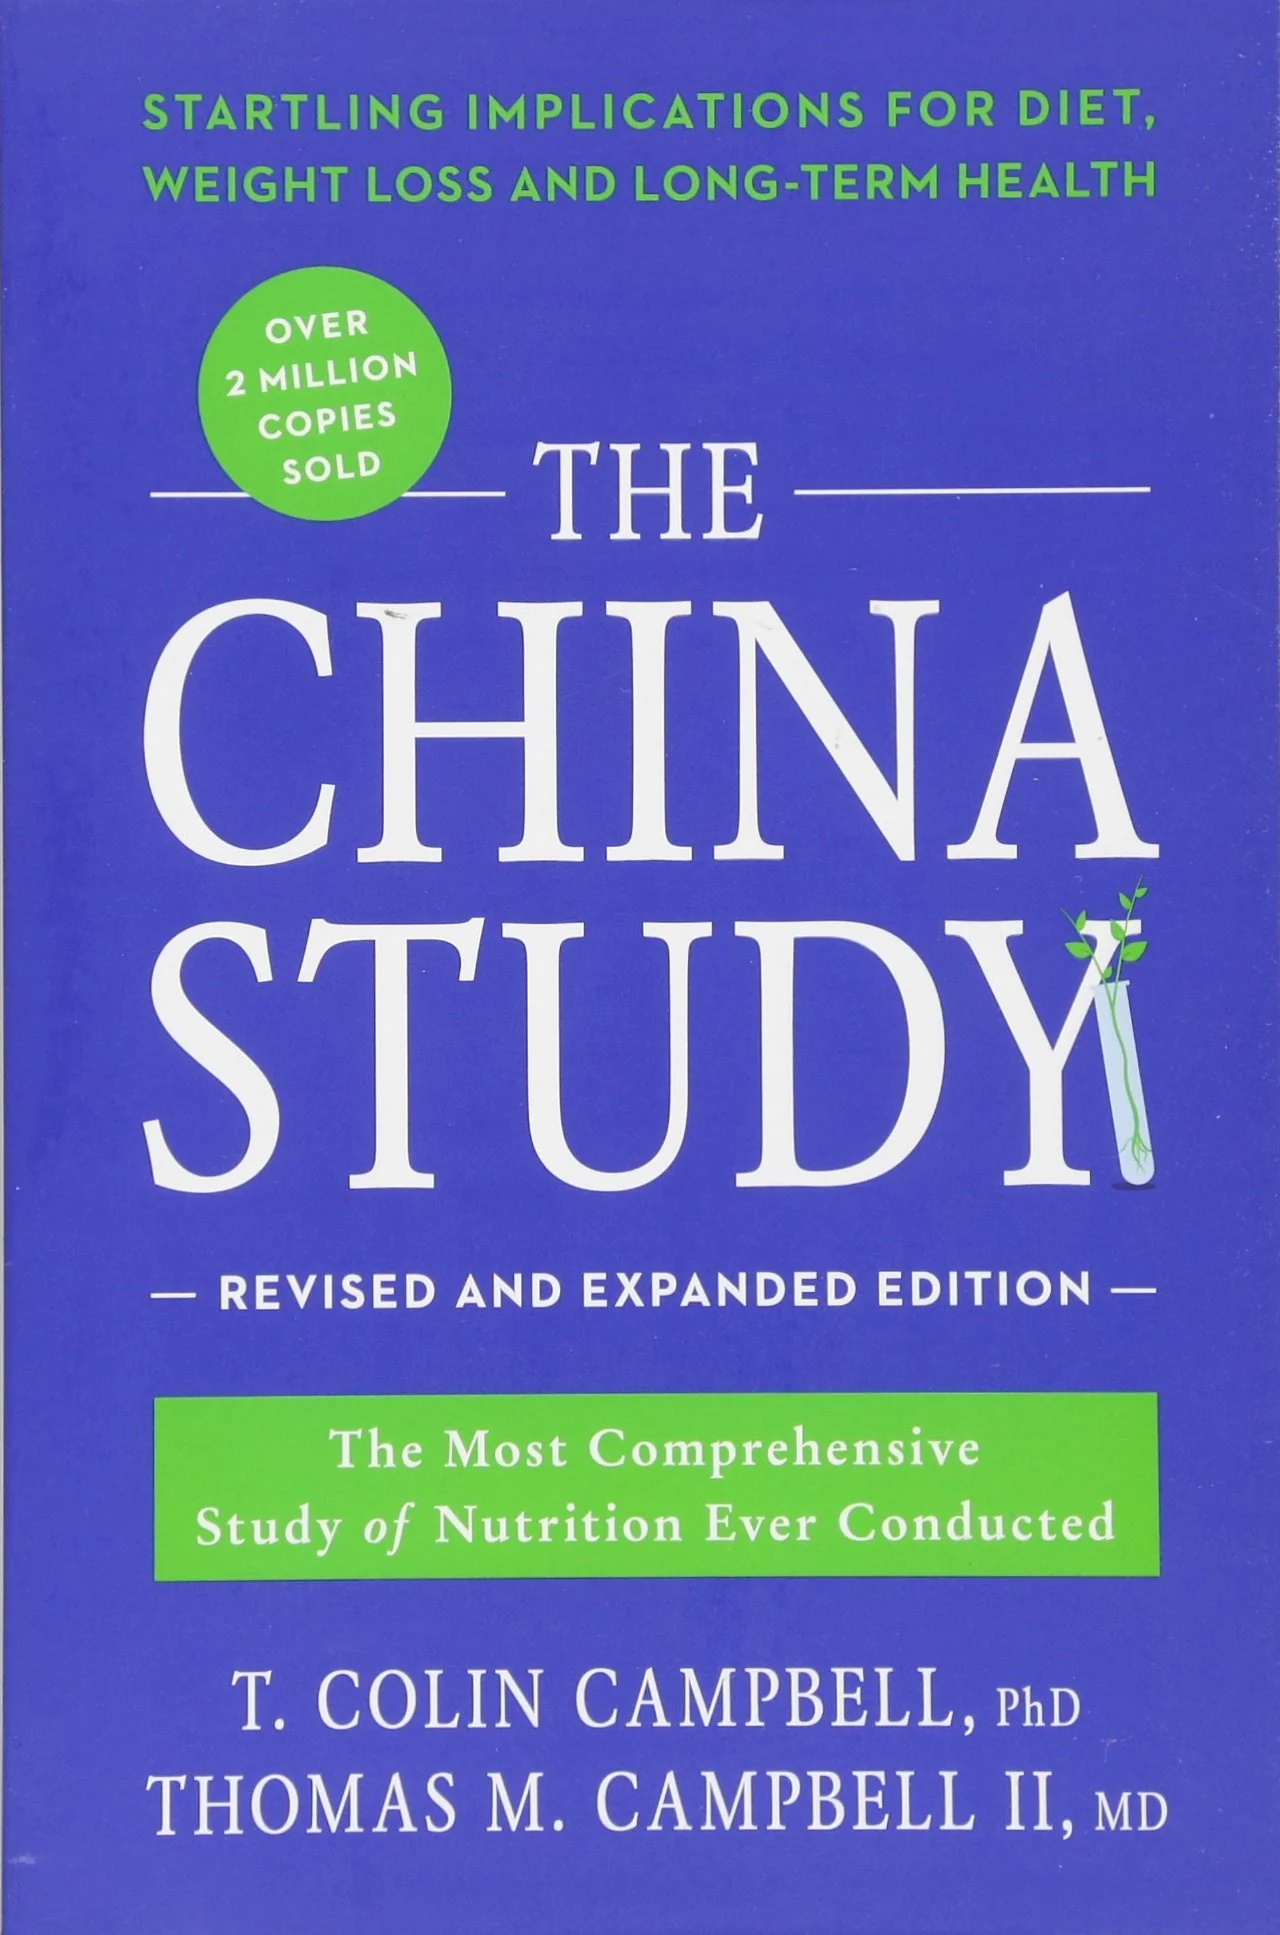 STARTLING IMPLICATIONS FOR DIET,
WEIGHT LOSS AND LONG-TERM HEALTH
OVER
2 MILLION
COPIES
SOLD
THE
CHINA
STUDY
— REVISED AND EXPANDED EDITION —
The Most Comprehensive
Study of Nutrition Ever Conducted
T. COLIN CAMPBELL, PhD
THOMAS M. CAMPBELL II, MD